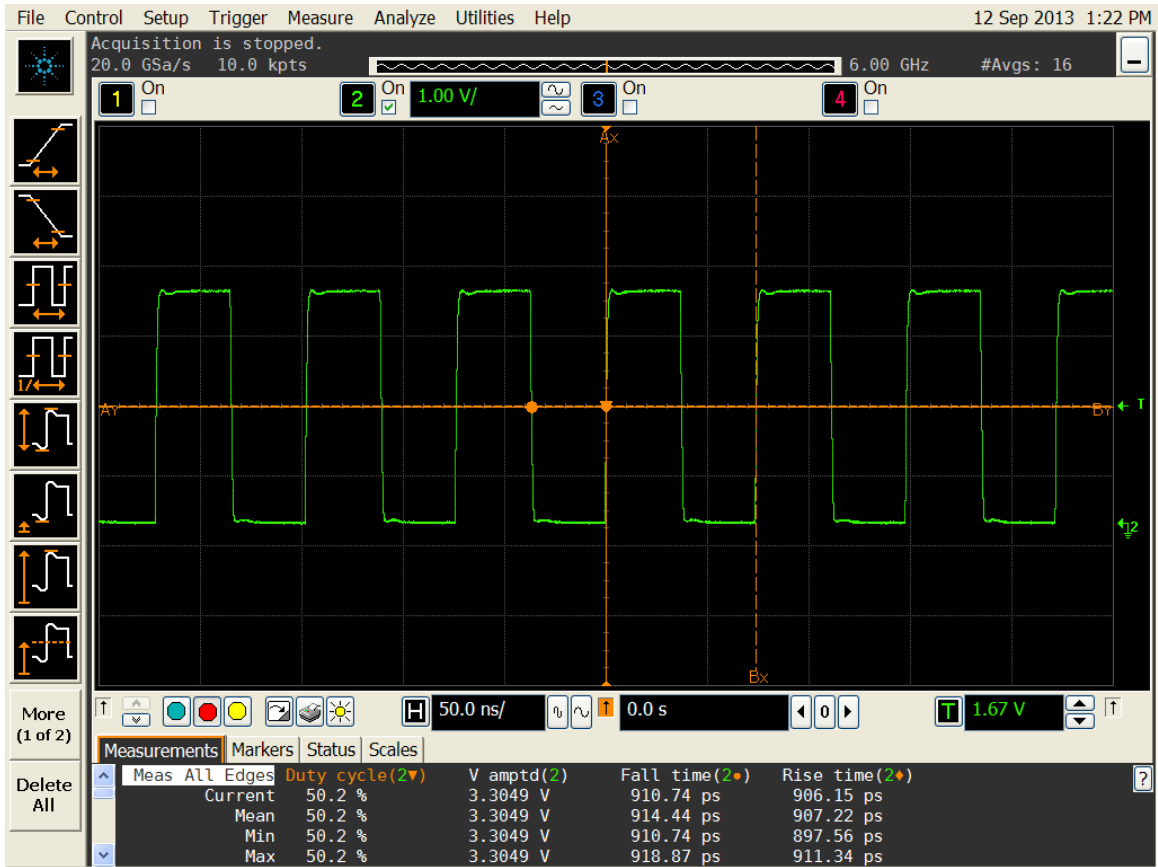 File Control Setup Trigger Measure Analyze Utilities Help 12 Sep 2013 1:22 PM
Acquisition is stopped.
20.0 GSa/s 10.0 kpts 6.00 GHz #Avgs: 16
1 On 2 On 1.00 V/ 3 On 4 On
Ax
AY BY T
2
Bx
1/
More
(1 of 2)
Delete
All
H 50.0 ns/ 0.0 s 0 T 1.67 V
Measurements Markers Status Scales
Meas All Edges Duty cycle(2▼) V amptd(2) Fall time(2●) Rise time(2♦) ?
Current 50.2 % 3.3049 V 910.74 ps 906.15 ps
Mean 50.2 % 3.3049 V 914.44 ps 907.22 ps
Min 50.2 % 3.3049 V 910.74 ps 897.56 ps
Max 50.2 % 3.3049 V 918.87 ps 911.34 ps